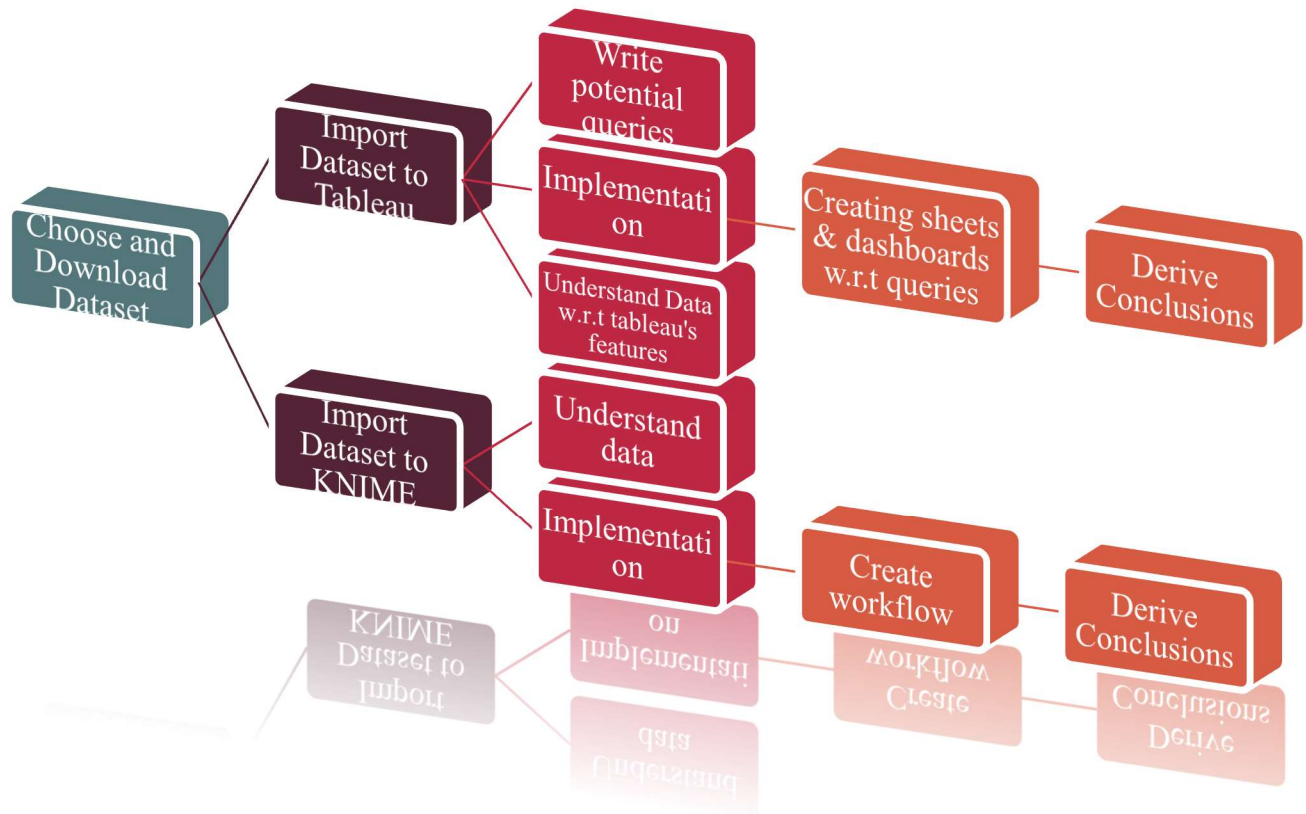 Choose and
Download
Dataset
Import
Dataset to
Tableau
Import
Dataset to
KNIME
Write
potential
queries
Implementati
on
Understand Data
w.r.t tableau's
features
Understand
data
Implementati
on
Creating sheets
& dashboards
w.r.t queries
Derive
Conclusions
Create
workflow
Derive
Conclusions